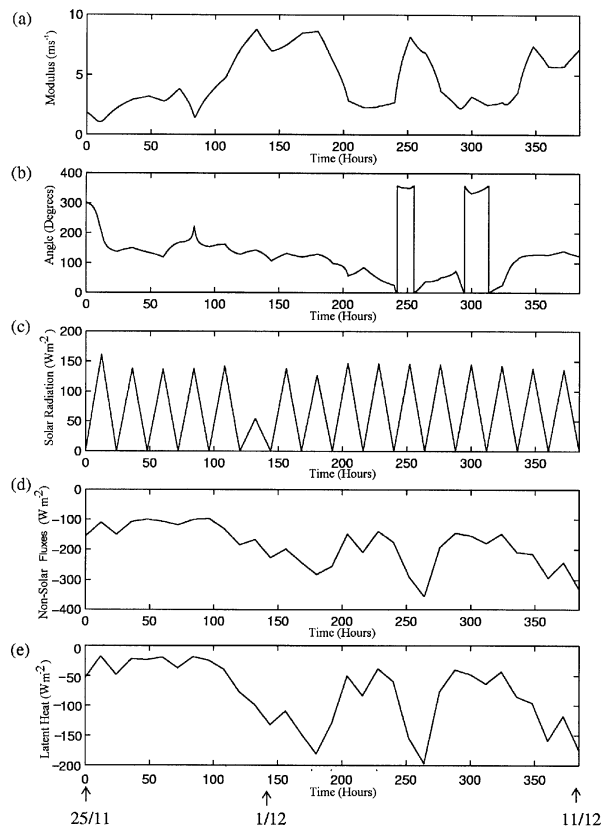 (a)
10
5
0
Modulus (ms-1)
0 50 100 150 200 250 300 350
Time (Hours)
(b)
400
300
200
100
0
Angle (Degrees)
0 50 100 150 200 250 300 350
Time (Hours)
(c)
200
150
100
50
0
Solar Radiation (Wm-2)
0 50 100 150 200 250 300 350
Time (Hours)
(d)
0
-100
-200
-300
-400
Non-Solar Fluxes (Wm-2)
0 50 100 150 200 250 300 350
Time (Hours)
(e)
0
-50
-100
-150
-200
Latent Heat (Wm-2)
0 50 100 150 200 250 300 350
Time (Hours)
25/11 1/12 11/12